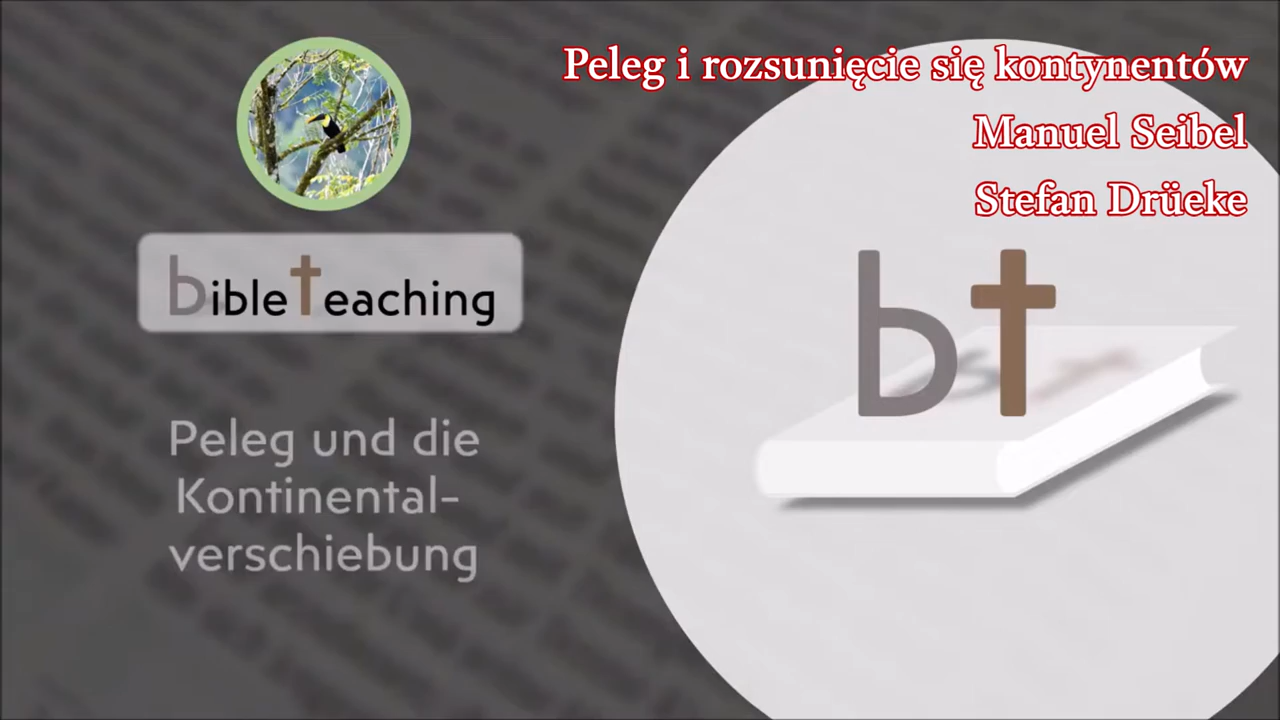 Peleg i rozsunięcie się kontynentów
Manuel Seibel
Stefan Drüeke
bibleteaching
bt
Peleg und die
Kontinental-
verschiebung